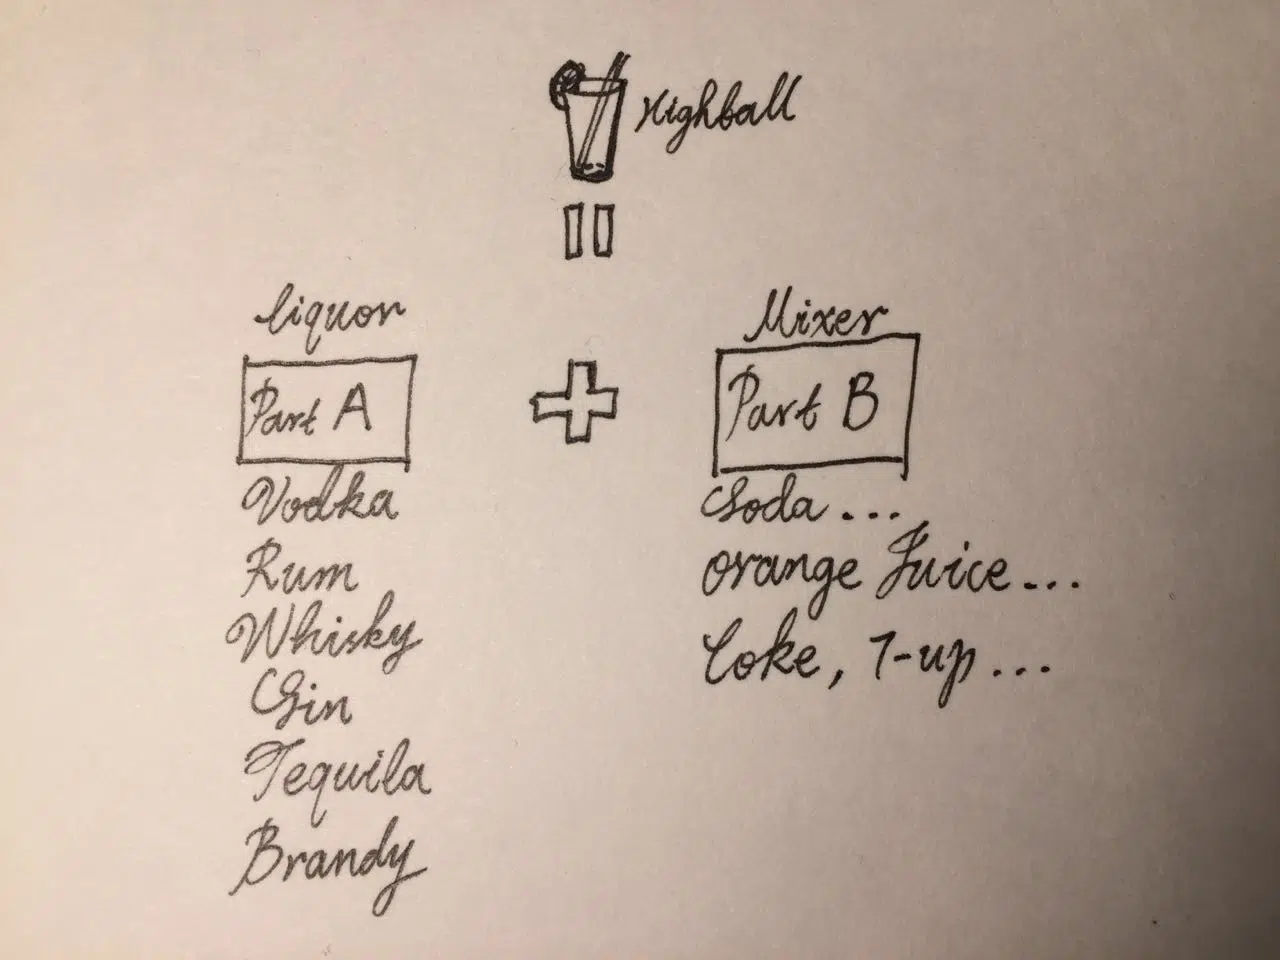 Highball
liquor
Mixer
Part A
Part B
Vodka
Rum
Whisky
Gin
Tequila
Brandy
Soda ...
orange Juice ...
Coke, 7-up ...